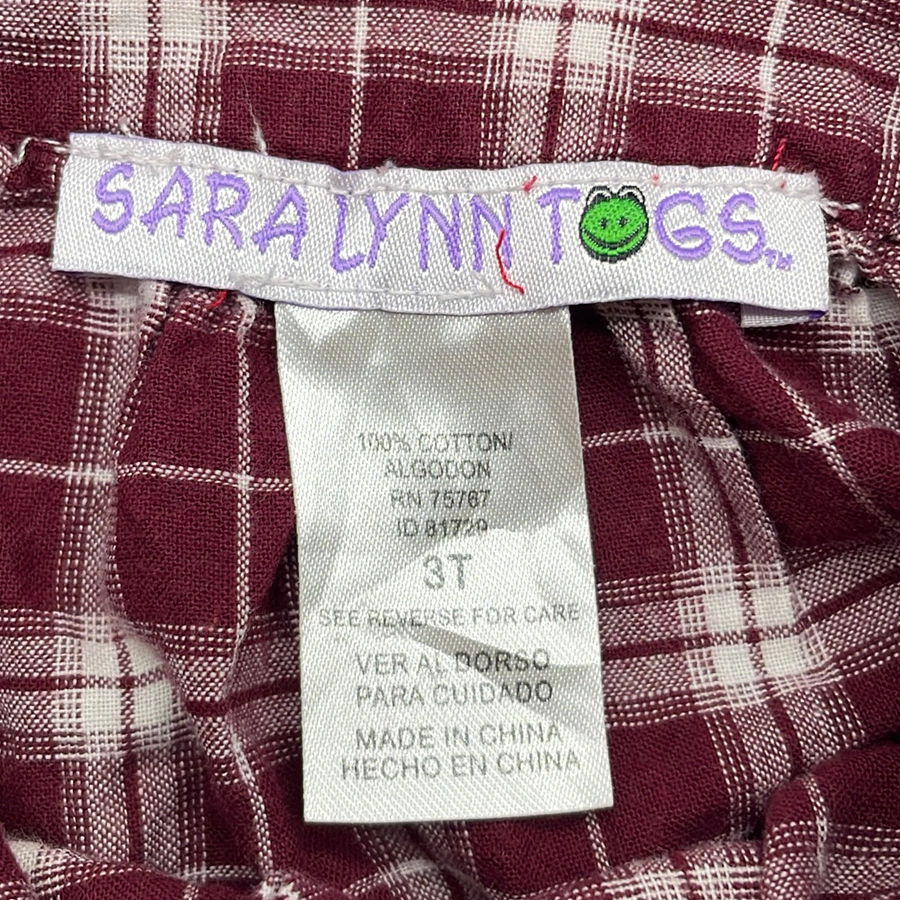 SARA LYNN TOGS™
100% COTTON/
ALGODON
RN 75767
ID 81729
3T
SEE REVERSE FOR CARE
VER AL DORSO
PARA CUIDADO
MADE IN CHINA
HECHO EN CHINA